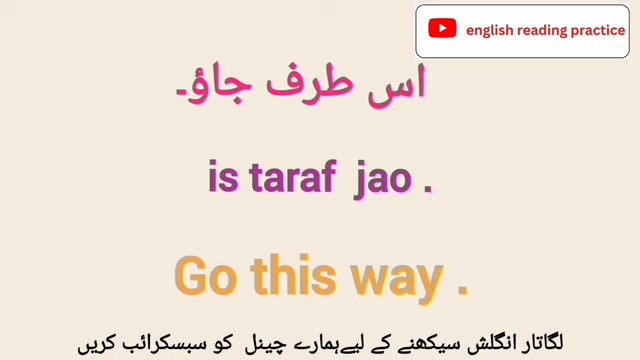 english reading practice
اس طرف جاؤ۔
is taraf jao .
Go this way .
لگاتار انگلش سیکھنے کے لیےہمارے چینل کو سبسکرائب کریں